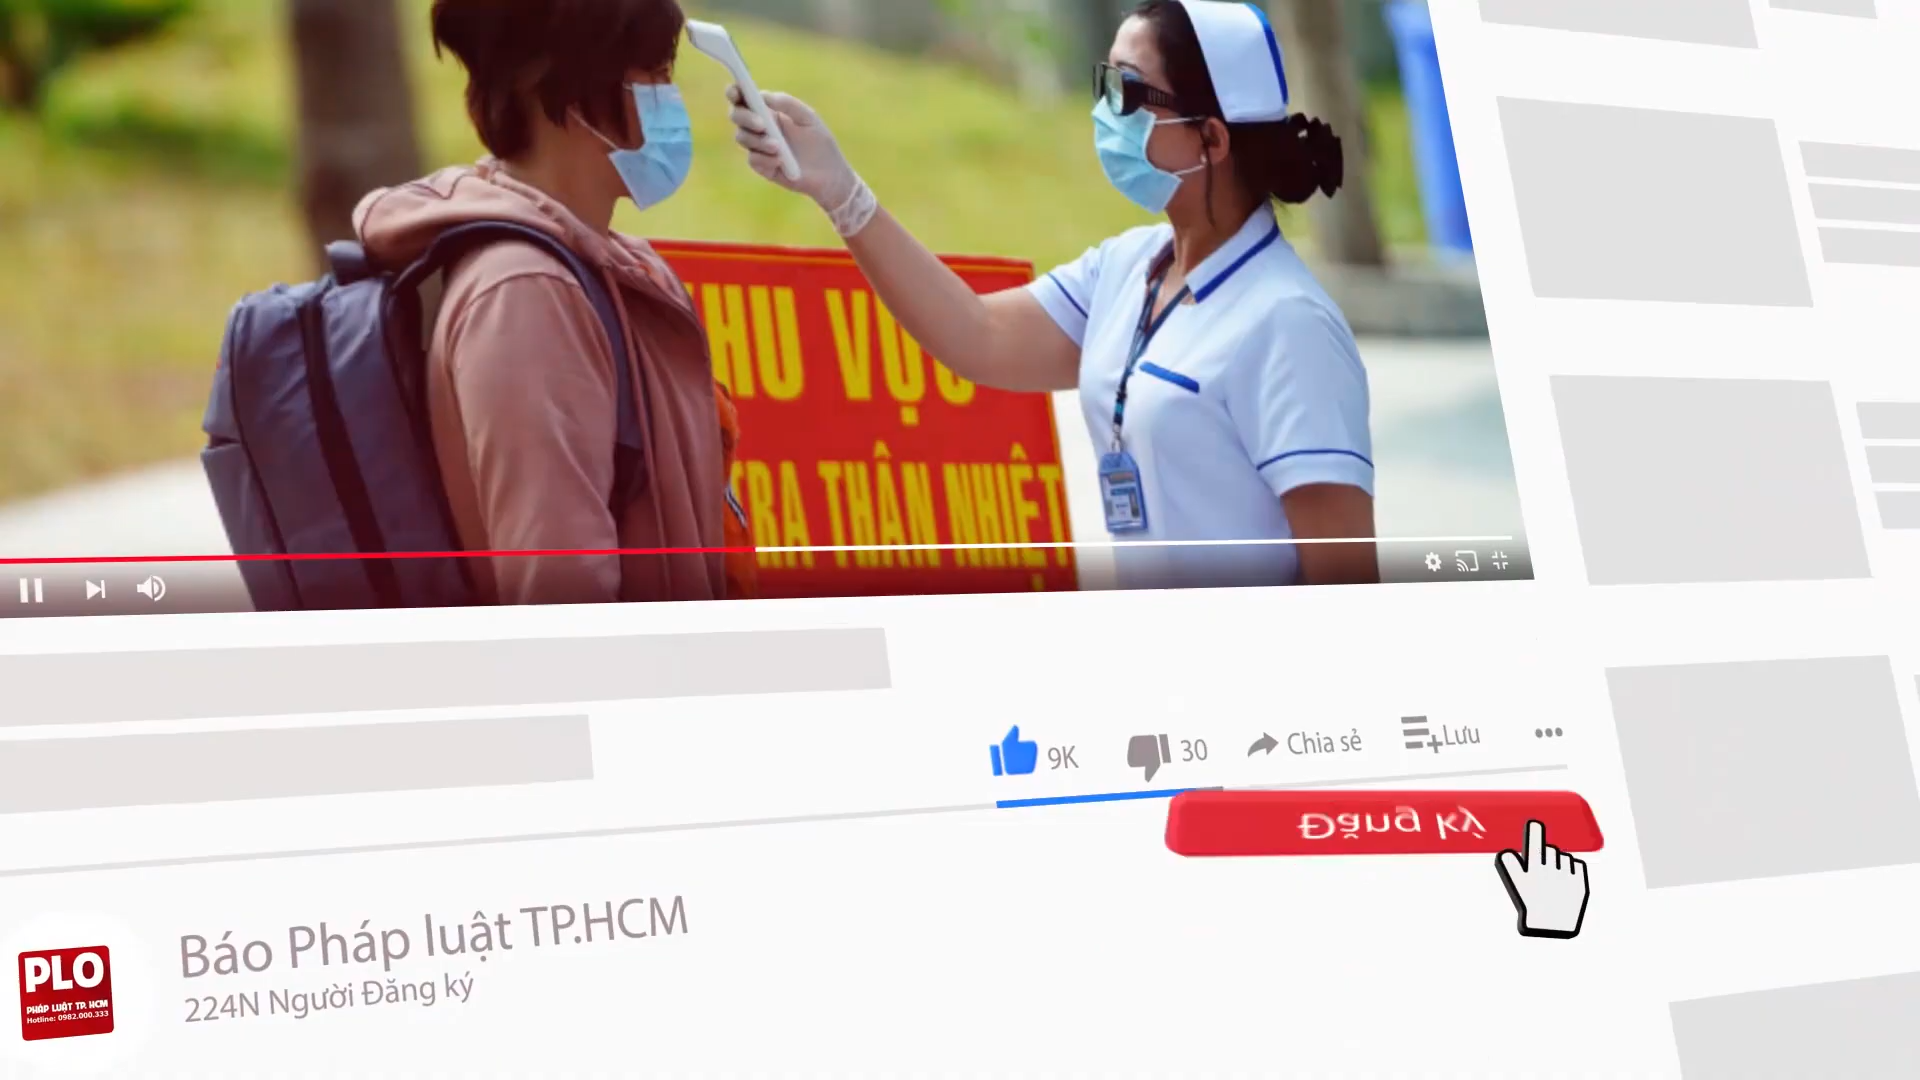 HU VỰC
TRA THÂN NHIỆT
9K
30
Chia sẻ
Lưu
Đăng ký
Báo Pháp luật TP.HCM
224N Người Đăng ký
PLO
PHÁP LUẬT TP. HCM
Hotline: 0982.000.333